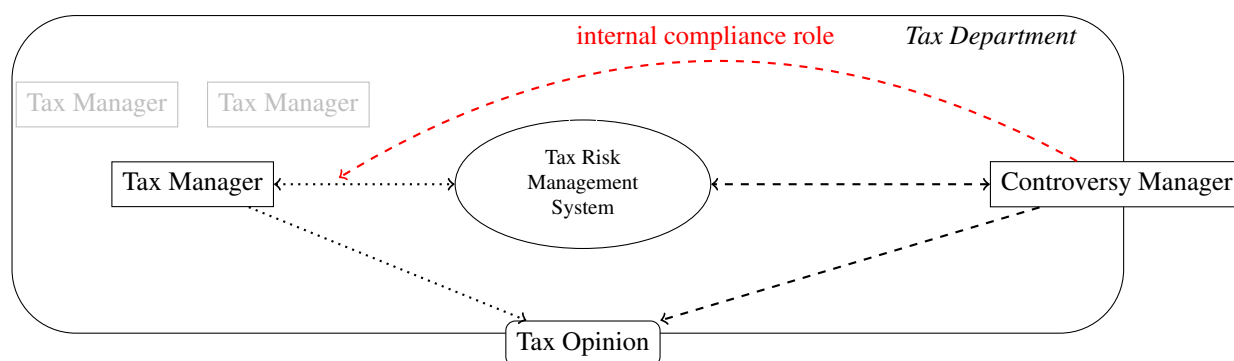 internal compliance role
Tax Department
Tax Manager
Tax Manager
Tax Manager
Tax Risk
Management
System
Controversy Manager
Tax Opinion